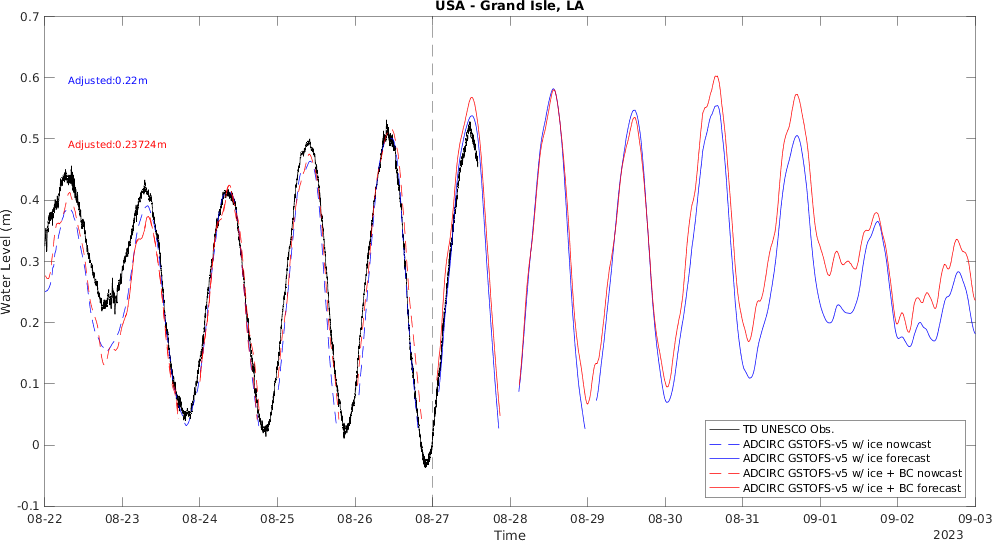 USA - Grand Isle, LA
0.7
0.6
0.5
0.4
0.3
0.2
0.1
0
-0.1
Water Level (m)
Adjusted:0.22m
Adjusted:0.23724m
TD UNESCO Obs.
ADCIRC GSTOFS-v5 w/ ice nowcast
ADCIRC GSTOFS-v5 w/ ice forecast
ADCIRC GSTOFS-v5 w/ ice + BC nowcast
ADCIRC GSTOFS-v5 w/ ice + BC forecast
08-22 08-23 08-24 08-25 08-26 08-27 08-28 08-29 08-30 08-31 09-01 09-02 09-03
Time
2023